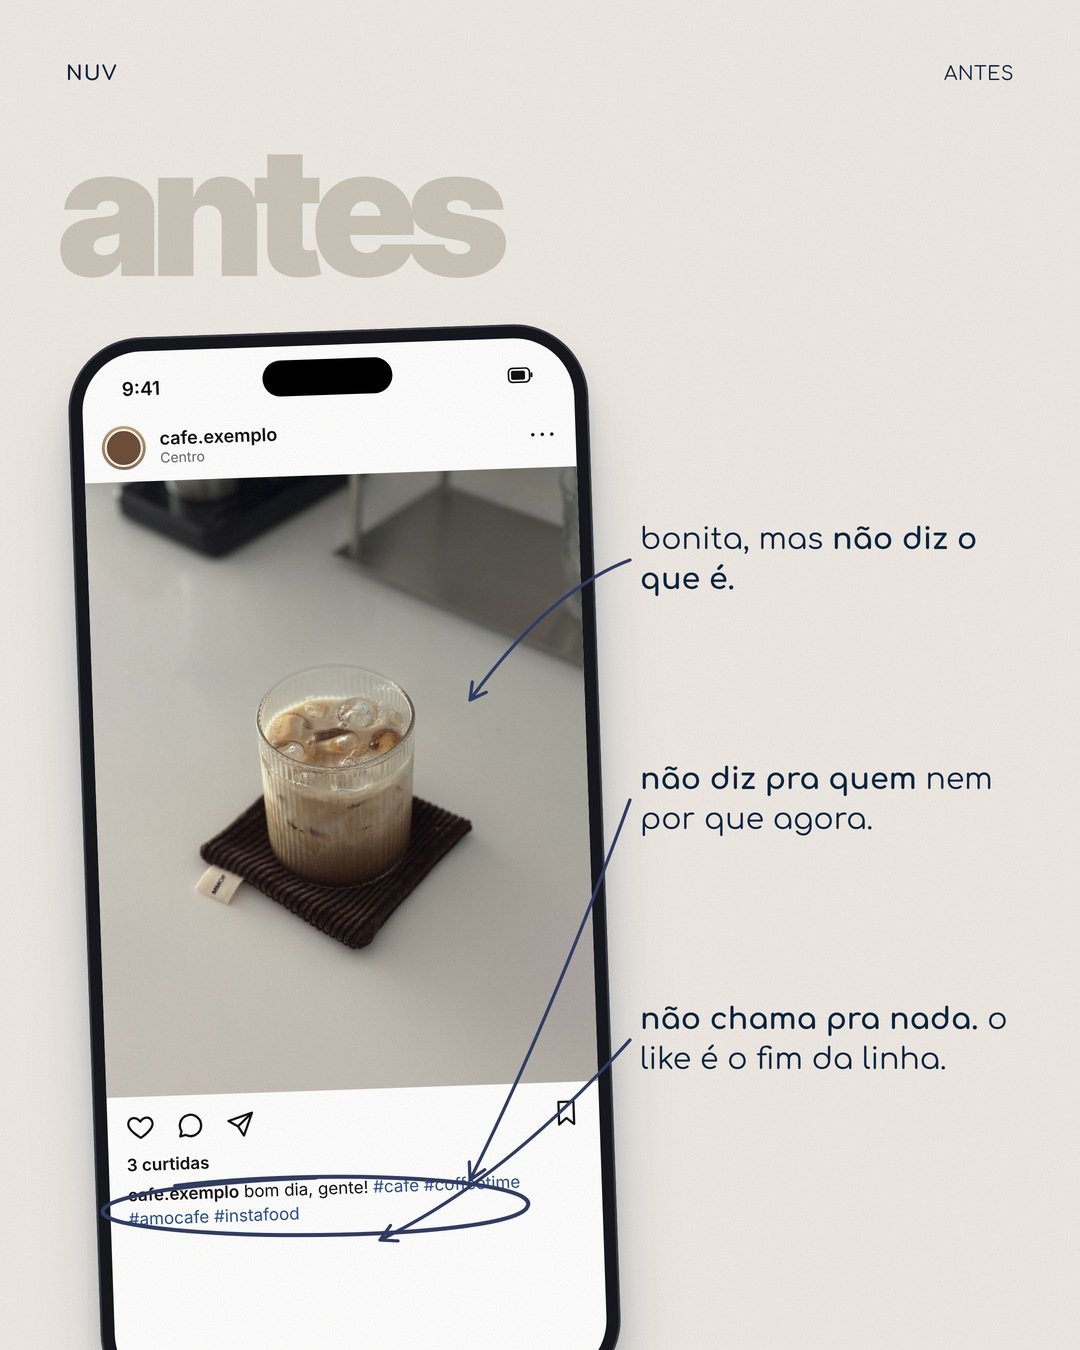 NUV
ANTES
antes
9:41
cafe.exemplo
Centro
bonita, mas não diz o
que é.
não diz pra quem nem
por que agora.
não chama pra nada. o
like é o fim da linha.
3 curtidas
cafe.exemplo bom dia, gente! #cafe #coffeetime
#amocafe #instafood